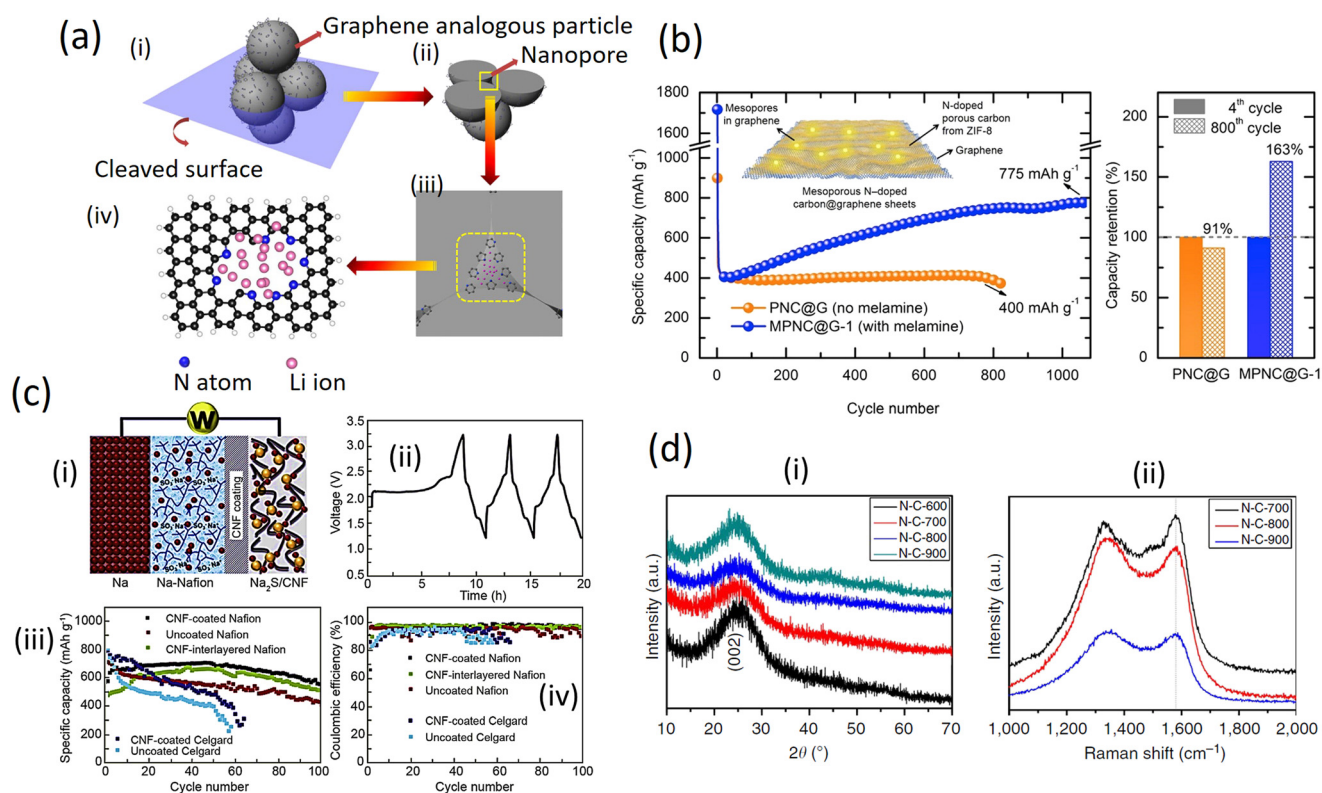 (a)
(i)
Graphene analogous particle
(ii)
Nanopore
Cleaved surface
(iii)
(iv)
N atom
Li ion
(b)
Specific capacity (mAh g⁻¹)
1800
1600
1000
800
600
400
200
0
Mesopores
in graphene
N-doped
porous carbon
from ZIF-8
Graphene
Mesoporous N–doped
carbon@graphene sheets
775 mAh g⁻¹
400 mAh g⁻¹
PNC@G (no melamine)
MPNC@G-1 (with melamine)
0 200 400 600 800 1000
Cycle number
Capacity retention (%)
200
150
100
50
0
4th
cycle
800th
cycle
91%
163%
PNC@G MPNC@G-1
(c)
(i)
W
SO₃⁻Na⁺
CNF coating
Na
Na-Nafion
Na₂S/CNF
(ii)
Voltage (V)
3.5
3.0
2.5
2.0
1.5
1.0
0.5
0 5 10 15 20
Time (h)
(iii)
Specific capacity (mAh g⁻¹)
1000
800
600
400
200
0
CNF-coated Nafion
Uncoated Nafion
CNF-interlayered Nafion
CNF-coated Celgard
Uncoated Celgard
0 20 40 60 80 100
Cycle number
(iv)
Coulombic efficiency (%)
100
80
60
40
20
0
CNF-coated Nafion
CNF-interlayered Nafion
Uncoated Nafion
CNF-coated Celgard
Uncoated Celgard
0 20 40 60 80 100
Cycle number
(d)
(i)
Intensity (a.u.)
N-C-600
N-C-700
N-C-800
N-C-900
(002)
10 20 30 40 50 60 70
2θ (°)
(ii)
Intensity (a.u.)
N-C-700
N-C-800
N-C-900
1,000 1,200 1,400 1,600 1,800 2,000
Raman shift (cm⁻¹)